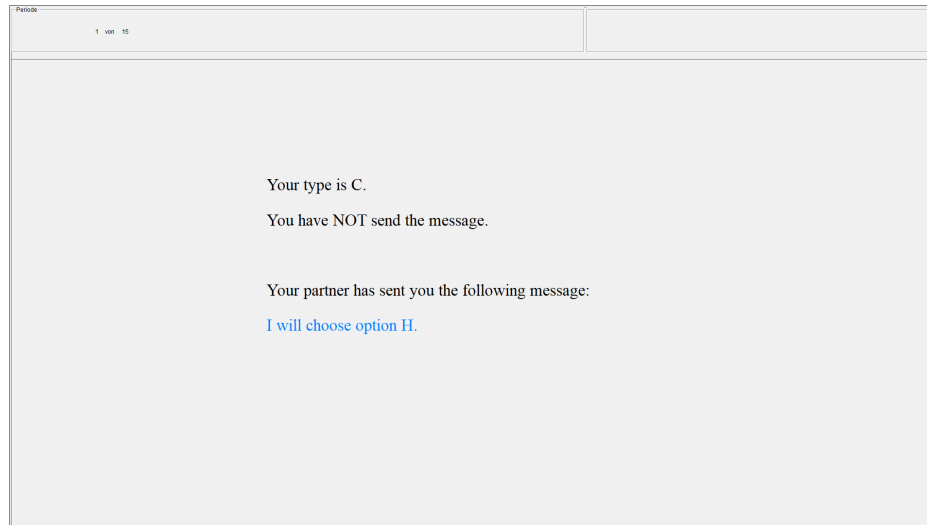 Periode
1 von 15
Your type is C.
You have NOT send the message.
Your partner has sent you the following message:
I will choose option H.